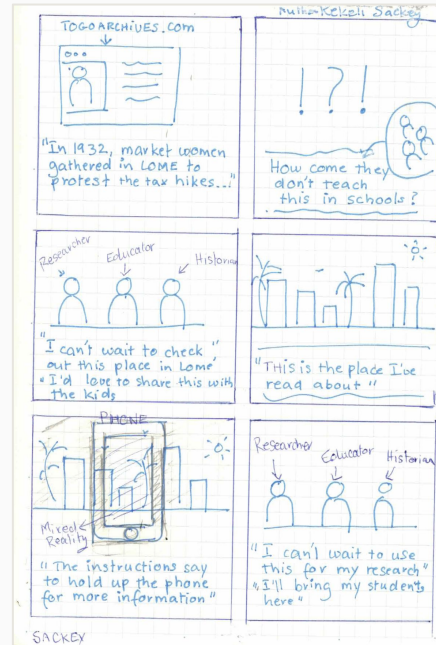 Kekeli Sackey
TOGOARCHIVES.com
"In 1932, market women
gathered in LOME to
protest the tax hikes..."
! ? !
How come they
don't teach
this in schools?
Researcher
Educator
Historian
"I can't wait to check
out this place in Lome"
"I'd love to share this with
the kids
"THis is the place I've
read about"
PHONE
Mixed
Reality
"The instructions say
to hold up the phone
for more information"
Researcher
Educator
Historian
"I can't wait to use
this for my research"
"I'll bring my students
here"
SACKEY